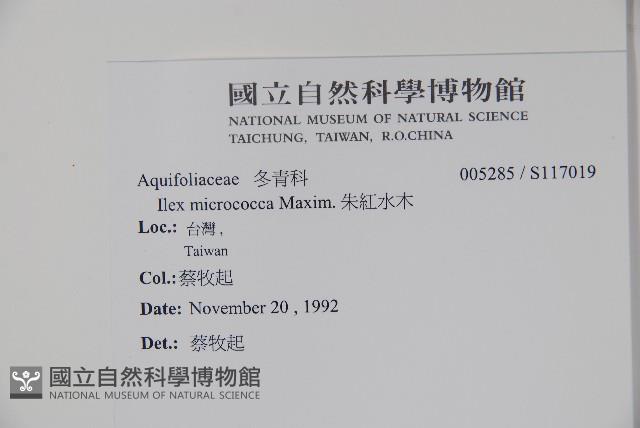 國立自然科學博物館
NATIONAL MUSEUM OF NATURAL SCIENCE
TAICHUNG, TAIWAN, R.O.CHINA
Aquifoliaceae 冬青科 005285 / S117019
Ilex micrococca Maxim. 朱紅水木
Loc.: 台灣 ,
Taiwan
Col.: 蔡牧起
Date: November 20 , 1992
Det.: 蔡牧起
國立自然科學博物館
NATIONAL MUSEUM OF NATURAL SCIENCE